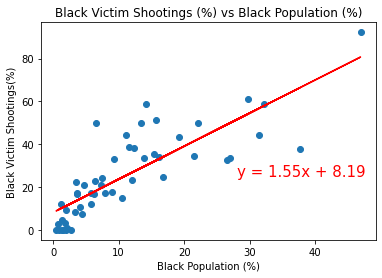 Black Victim Shootings (%) vs Black Population (%)
Black Victim Shootings(%)
80
60
40
20
0
y = 1.55x + 8.19
0 10 20 30 40
Black Population (%)